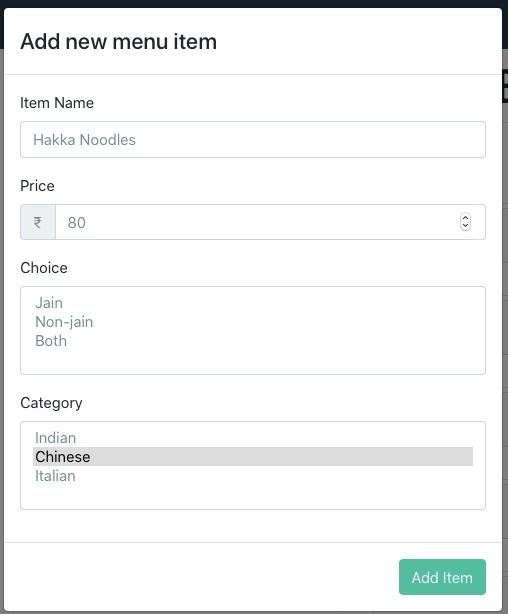 Add new menu item
Item Name
Hakka Noodles
Price
₹ 80
Choice
Jain
Non-jain
Both
Category
Indian
Chinese
Italian
Add Item